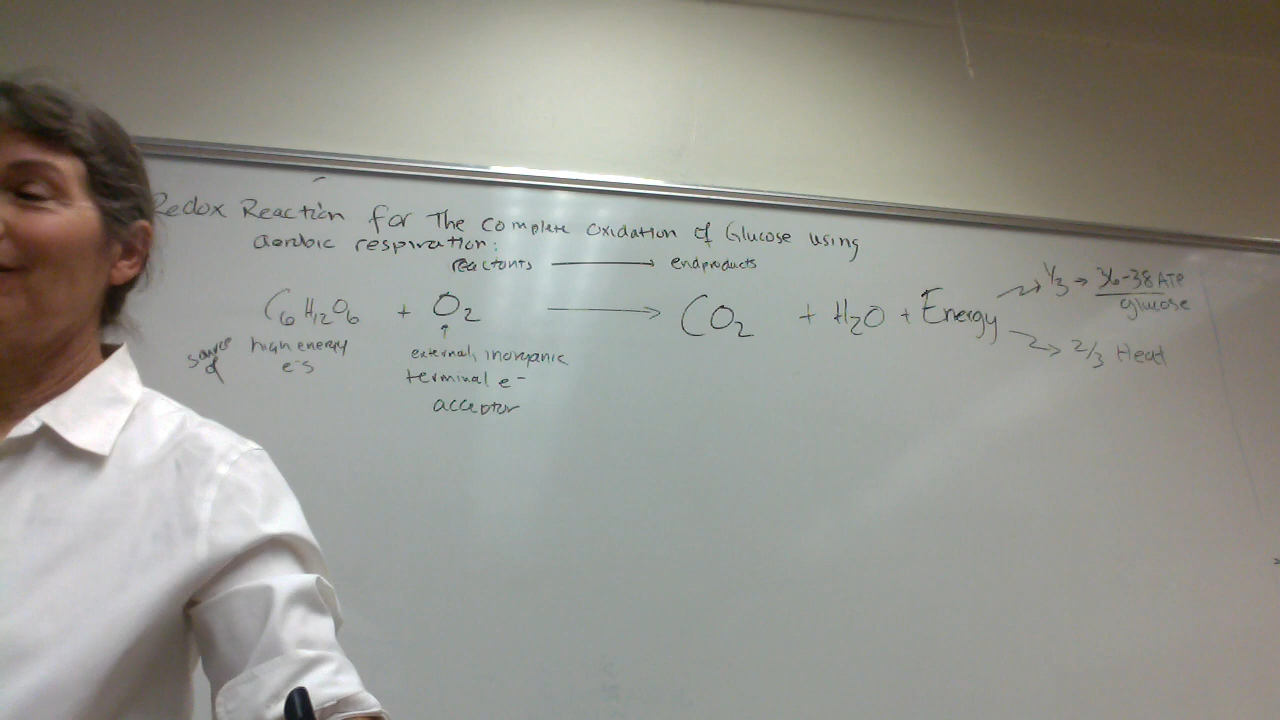 Redox Reaction for The Complete Oxidation of Glucose using
aerobic respiration:
reactants → endproducts
C6H12O6 + O2 → CO2 + H2O + Energy
→ 1/3 → 36-38 ATP
glucose
→ 2/3 Heat
source of high energy
e-s
↑
external, inorganic
terminal e-
acceptor